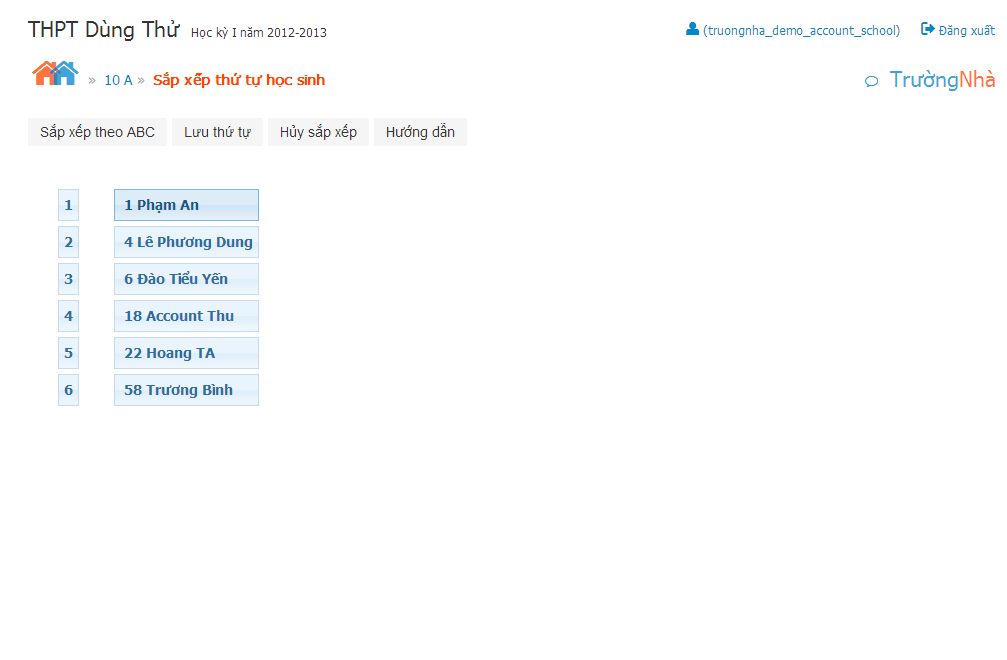 THPT Dùng Thử Học kỳ I năm 2012-2013 (truongnha_demo_account_school) Đăng xuất
» 10 A » Sắp xếp thứ tự học sinh TrườngNhà
Sắp xếp theo ABC Lưu thứ tự Hủy sắp xếp Hướng dẫn
1 1 Phạm An
2 4 Lê Phương Dung
3 6 Đào Tiểu Yến
4 18 Account Thu
5 22 Hoang TA
6 58 Trương Bình